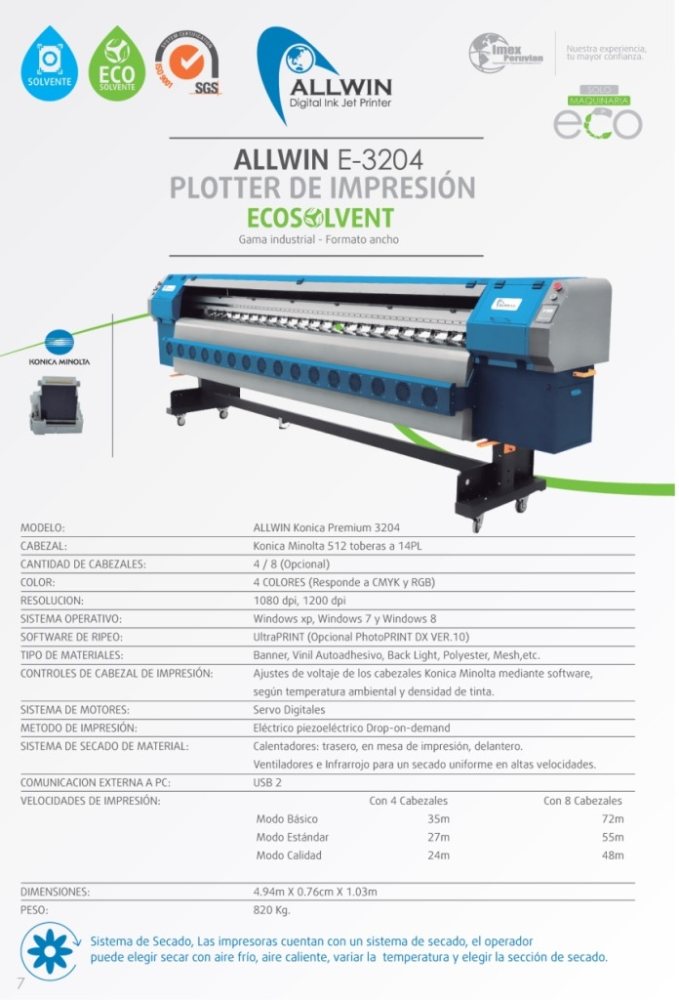 SOLVENTE
ECO
SOLVENTE
SYSTEM CERTIFICATION
ISO 9001
SGS
ALLWIN
Digital Ink Jet Printer
Imex
Peruvian
Nuestra experiencia,
tu mayor confianza.
SOLO
MAQUINARIA
eco
ALLWIN E-3204
PLOTTER DE IMPRESIÓN
ECOSOLVENT
Gama industrial - Formato ancho
KONICA MINOLTA
MODELO: ALLWIN Konica Premium 3204
CABEZAL: Konica Minolta 512 toberas a 14PL
CANTIDAD DE CABEZALES: 4 / 8 (Opcional)
COLOR: 4 COLORES (Responde a CMYK y RGB)
RESOLUCION: 1080 dpi, 1200 dpi
SISTEMA OPERATIVO: Windows xp, Windows 7 y Windows 8
SOFTWARE DE RIPEO: UltraPRINT (Opcional PhotoPRINT DX VER.10)
TIPO DE MATERIALES: Banner, Vinil Autoadhesivo, Back Light, Polyester, Mesh,etc.
CONTROLES DE CABEZAL DE IMPRESIÓN: Ajustes de voltaje de los cabezales Konica Minolta mediante software,
según temperatura ambiental y densidad de tinta.
SISTEMA DE MOTORES: Servo Digitales
METODO DE IMPRESIÓN: Eléctrico piezoeléctrico Drop-on-demand
SISTEMA DE SECADO DE MATERIAL: Calentadores: trasero, en mesa de impresión, delantero.
Ventiladores e Infrarrojo para un secado uniforme en altas velocidades.
COMUNICACION EXTERNA A PC: USB 2
VELOCIDADES DE IMPRESIÓN: Con 4 Cabezales Con 8 Cabezales
Modo Básico 35m 72m
Modo Estándar 27m 55m
Modo Calidad 24m 48m
DIMENSIONES: 4.94m X 0.76cm X 1.03m
PESO: 820 Kg.
Sistema de Secado, Las impresoras cuentan con un sistema de secado, el operador
puede elegir secar con aire frío, aire caliente, variar la temperatura y elegir la sección de secado.
7